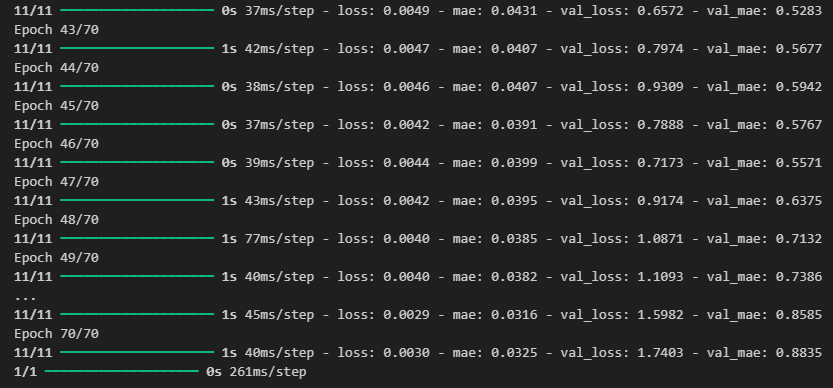 11/11 ━━━━━━━━━━━━━━━━━━━━ 0s 37ms/step - loss: 0.0049 - mae: 0.0431 - val_loss: 0.6572 - val_mae: 0.5283
Epoch 43/70
11/11 ━━━━━━━━━━━━━━━━━━━━ 1s 42ms/step - loss: 0.0047 - mae: 0.0407 - val_loss: 0.7974 - val_mae: 0.5677
Epoch 44/70
11/11 ━━━━━━━━━━━━━━━━━━━━ 0s 38ms/step - loss: 0.0046 - mae: 0.0407 - val_loss: 0.9309 - val_mae: 0.5942
Epoch 45/70
11/11 ━━━━━━━━━━━━━━━━━━━━ 0s 37ms/step - loss: 0.0042 - mae: 0.0391 - val_loss: 0.7888 - val_mae: 0.5767
Epoch 46/70
11/11 ━━━━━━━━━━━━━━━━━━━━ 0s 39ms/step - loss: 0.0044 - mae: 0.0399 - val_loss: 0.7173 - val_mae: 0.5571
Epoch 47/70
11/11 ━━━━━━━━━━━━━━━━━━━━ 1s 43ms/step - loss: 0.0042 - mae: 0.0395 - val_loss: 0.9174 - val_mae: 0.6375
Epoch 48/70
11/11 ━━━━━━━━━━━━━━━━━━━━ 1s 77ms/step - loss: 0.0040 - mae: 0.0385 - val_loss: 1.0871 - val_mae: 0.7132
Epoch 49/70
11/11 ━━━━━━━━━━━━━━━━━━━━ 1s 40ms/step - loss: 0.0040 - mae: 0.0382 - val_loss: 1.1093 - val_mae: 0.7386
...
11/11 ━━━━━━━━━━━━━━━━━━━━ 1s 45ms/step - loss: 0.0029 - mae: 0.0316 - val_loss: 1.5982 - val_mae: 0.8585
Epoch 70/70
11/11 ━━━━━━━━━━━━━━━━━━━━ 1s 40ms/step - loss: 0.0030 - mae: 0.0325 - val_loss: 1.7403 - val_mae: 0.8835
1/1 ━━━━━━━━━━━━━━━━━━━━ 0s 261ms/step